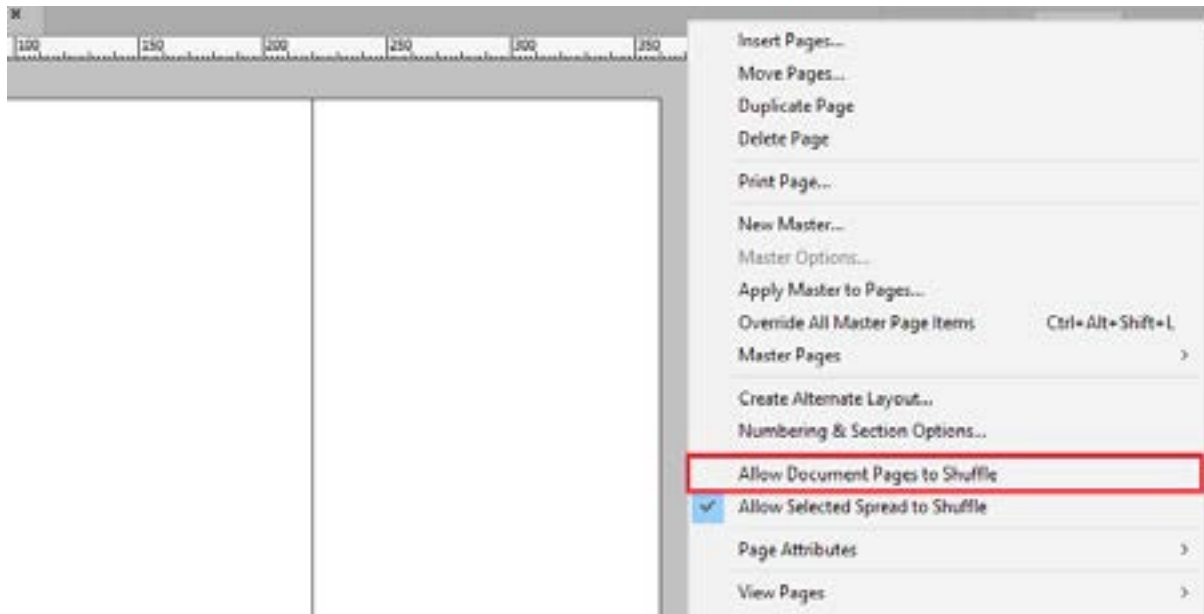 100 150 200 250 300 350
Insert Pages...
Move Pages...
Duplicate Page
Delete Page
Print Page...
New Master...
Master Options...
Apply Master to Pages...
Override All Master Page Items Ctrl+Alt+Shift+L
Master Pages
Create Alternate Layout...
Numbering & Section Options...
Allow Document Pages to Shuffle
Allow Selected Spread to Shuffle
Page Attributes
View Pages